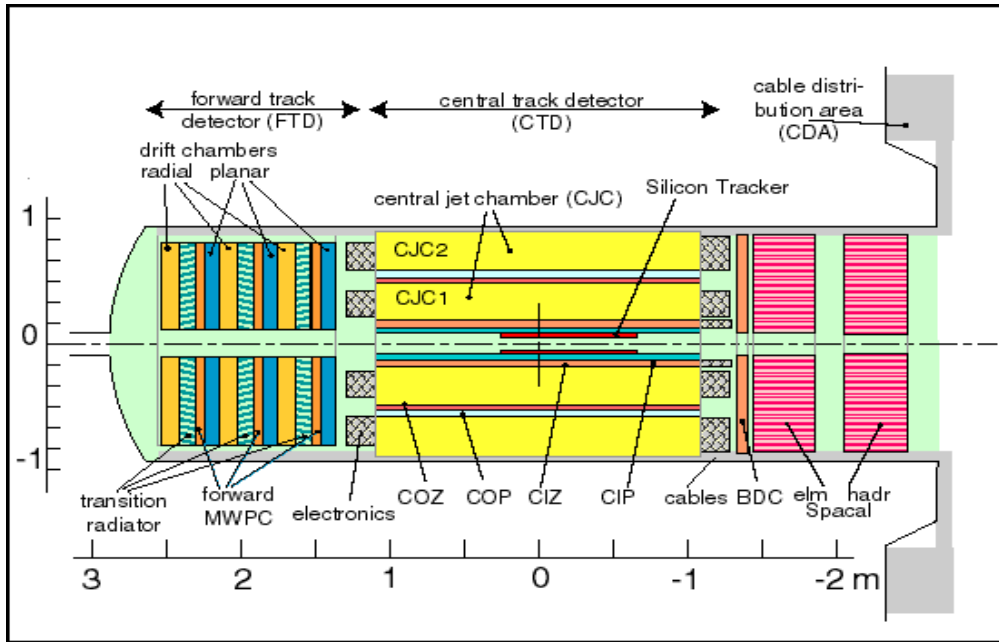 forward track
detector (FTD)
central track detector
(CTD)
cable distri-
bution area
(CDA)
drift chambers
radial planar
central jet chamber (CJC)
Silicon Tracker
1
CJC2
CJC1
0
-1
transition
radiator
forward
MWPC
electronics
COZ
COP
CIZ
CIP
cables
BDC
elm hadr
Spacal
3 2 1 0 -1 -2 m